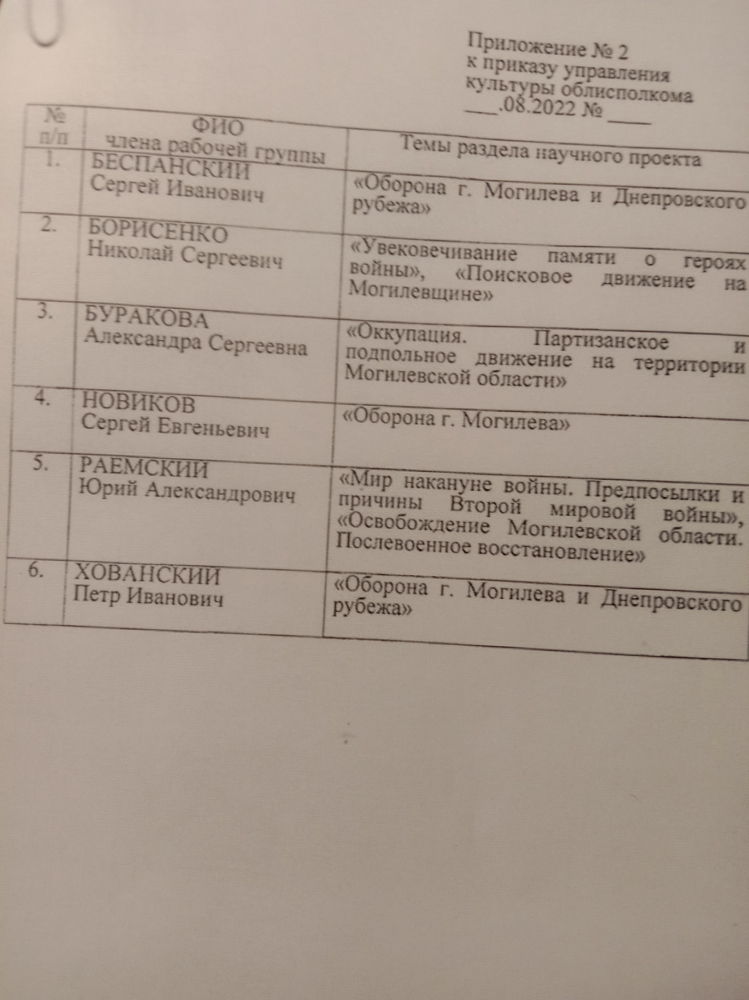 Приложение № 2
к приказу управления
культуры облисполкома
___.08.2022 № ____
№
п/п
ФИО
члена рабочей группы
Темы раздела научного проекта
1.
БЕСПАНСКИЙ
Сергей Иванович
«Оборона г. Могилева и Днепровского
рубежа»
2.
БОРИСЕНКО
Николай Сергеевич
«Увековечивание памяти о героях
войны», «Поисковое движение на
Могилевщине»
3.
БУРАКОВА
Александра Сергеевна
«Оккупация. Партизанское и
подпольное движение на территории
Могилевской области»
4.
НОВИКОВ
Сергей Евгеньевич
«Оборона г. Могилева»
5.
РАЕМСКИЙ
Юрий Александрович
«Мир накануне войны. Предпосылки и
причины Второй мировой войны»,
«Освобождение Могилевской области.
Послевоенное восстановление»
6.
ХОВАНСКИЙ
Петр Иванович
«Оборона г. Могилева и Днепровского
рубежа»